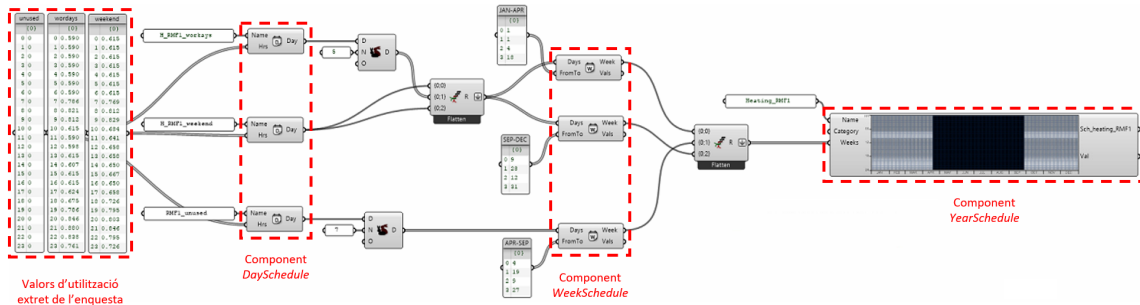 unused
{0}
0 0
1 0
2 0
3 0
4 0
5 0
6 0
7 0
8 0
9 0
10 0
11 0
12 0
13 0
14 0
15 0
16 0
17 0
18 0
19 0
20 0
21 0
22 0
23 0
wordays
{0}
0 0.590
1 0.590
2 0.590
3 0.590
4 0.590
5 0.590
6 0.590
7 0.786
8 0.821
9 0.812
10 0.615
11 0.590
12 0.598
13 0.615
14 0.607
15 0.615
16 0.615
17 0.624
18 0.675
19 0.786
20 0.846
21 0.880
22 0.838
23 0.761
weekend
{0}
0 0.615
1 0.615
2 0.615
3 0.615
4 0.615
5 0.615
6 0.615
7 0.769
8 0.812
9 0.829
10 0.694
11 0.641
12 0.658
13 0.650
14 0.650
15 0.667
16 0.650
17 0.658
18 0.726
19 0.795
20 0.803
21 0.846
22 0.795
23 0.726
Valors d'utilització
extret de l'enquesta
H_RMF1_workays
H_RMF1_weekend
RMF1_unused
Name
Hrs
Day
Name
Hrs
Day
Name
Hrs
Day
Component
DaySchedule
5
D
N
O
D
7
D
N
O
D
{0;0}
{0;1}
{0;2}
R
Flatten
JAN-APR
{0}
0 1
1 1
2 4
3 18
SEP-DEC
{0}
0 9
1 28
2 12
3 31
APR-SEP
{0}
0 4
1 19
2 9
3 27
Days
FromTo
Week
Vals
Days
FromTo
Week
Vals
Days
FromTo
Week
Vals
Component
WeekSchedule
{0;0}
{0;1}
{0;2}
R
Flatten
Heating_RMF1
Name
Category
Weeks
Sch_heating_RMF1
Val
Component
YearSchedule